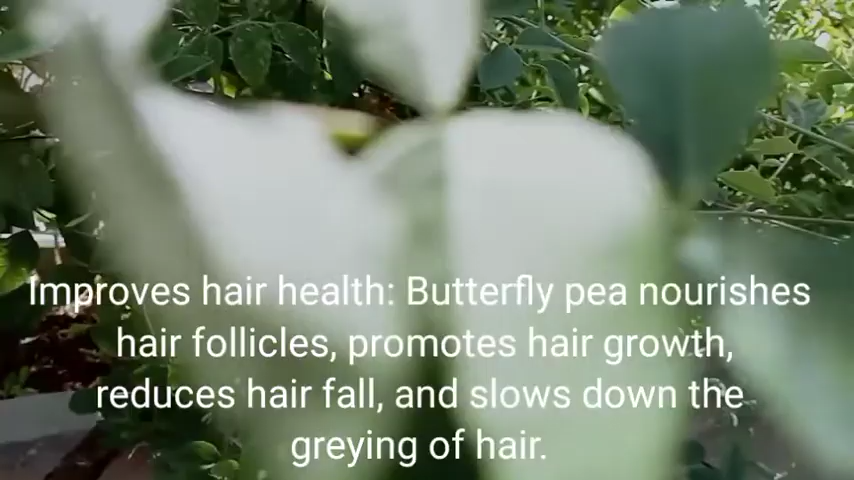 Improves hair health: Butterfly pea nourishes
hair follicles, promotes hair growth,
reduces hair fall, and slows down the
greying of hair.